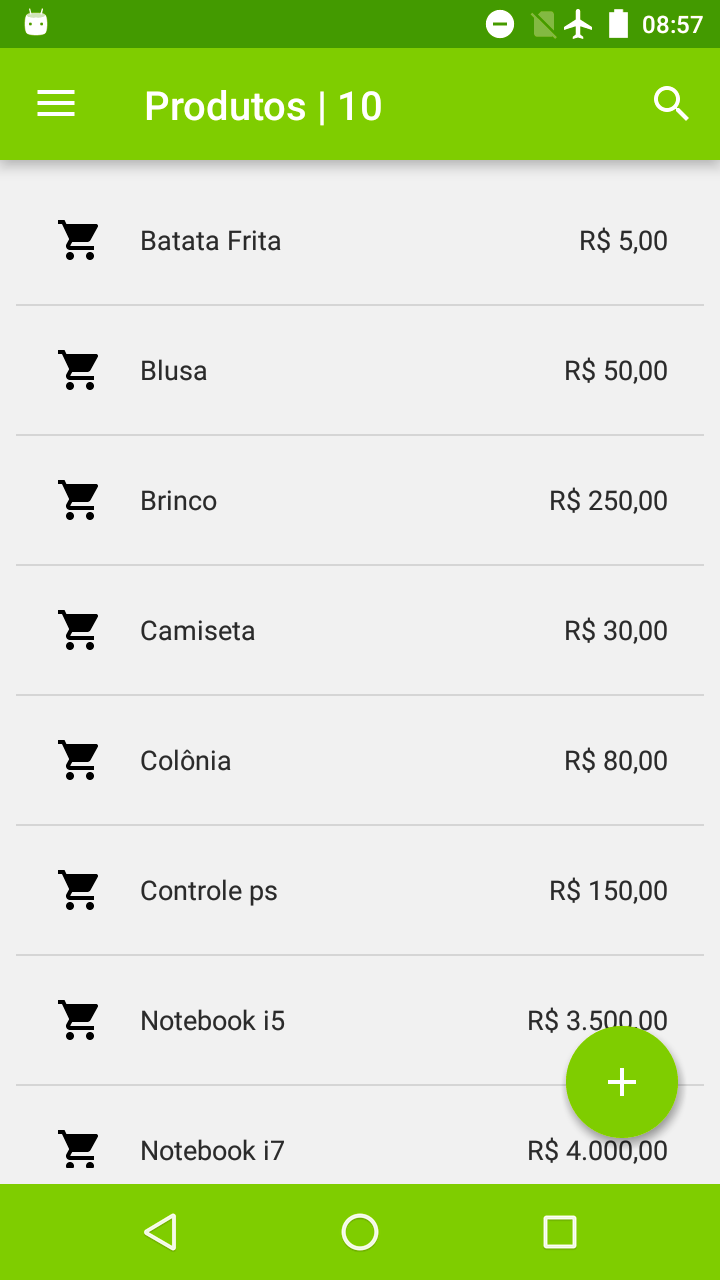 08:57
Produtos | 10
Batata Frita R$ 5,00
Blusa R$ 50,00
Brinco R$ 250,00
Camiseta R$ 30,00
Colônia R$ 80,00
Controle ps R$ 150,00
Notebook i5 R$ 3.500,00
Notebook i7 R$ 4.000,00